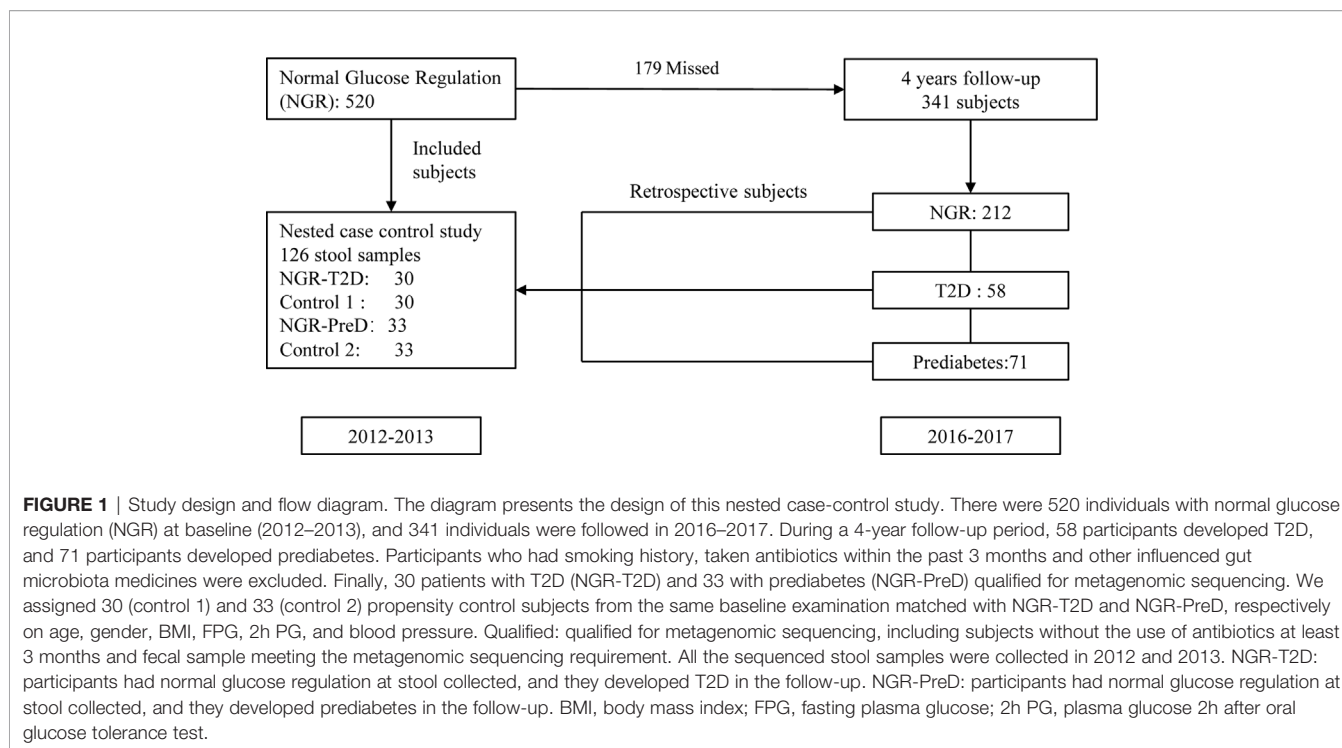 Normal Glucose Regulation
(NGR): 520
179 Missed
4 years follow-up
341 subjects
Included
subjects
Retrospective subjects
NGR: 212
Nested case control study
126 stool samples
NGR-T2D: 30
Control 1 : 30
NGR-PreD: 33
Control 2: 33
T2D : 58
Prediabetes:71
2012-2013
2016-2017
FIGURE 1 | Study design and flow diagram. The diagram presents the design of this nested case-control study. There were 520 individuals with normal glucose
regulation (NGR) at baseline (2012–2013), and 341 individuals were followed in 2016–2017. During a 4-year follow-up period, 58 participants developed T2D,
and 71 participants developed prediabetes. Participants who had smoking history, taken antibiotics within the past 3 months and other influenced gut
microbiota medicines were excluded. Finally, 30 patients with T2D (NGR-T2D) and 33 with prediabetes (NGR-PreD) qualified for metagenomic sequencing. We
assigned 30 (control 1) and 33 (control 2) propensity control subjects from the same baseline examination matched with NGR-T2D and NGR-PreD, respectively
on age, gender, BMI, FPG, 2h PG, and blood pressure. Qualified: qualified for metagenomic sequencing, including subjects without the use of antibiotics at least
3 months and fecal sample meeting the metagenomic sequencing requirement. All the sequenced stool samples were collected in 2012 and 2013. NGR-T2D:
participants had normal glucose regulation at stool collected, and they developed T2D in the follow-up. NGR-PreD: participants had normal glucose regulation at
stool collected, and they developed prediabetes in the follow-up. BMI, body mass index; FPG, fasting plasma glucose; 2h PG, plasma glucose 2h after oral
glucose tolerance test.